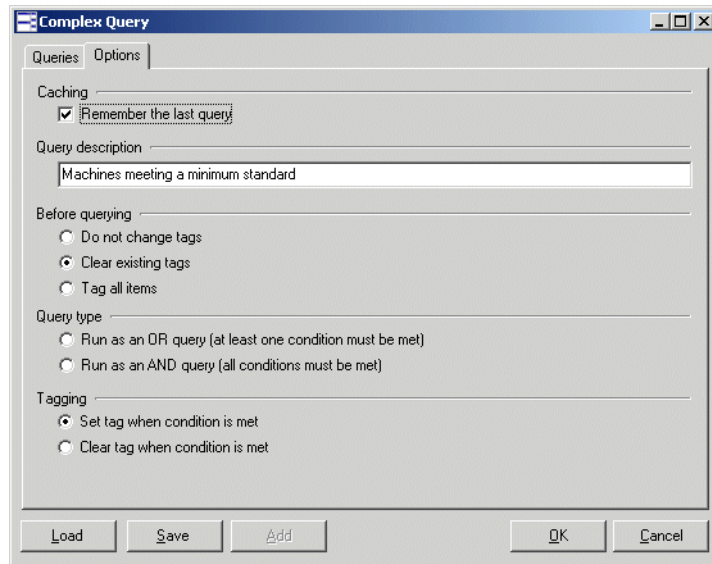 Complex Query
Queries Options
Caching
Remember the last query
Query description
Machines meeting a minimum standard
Before querying
Do not change tags
Clear existing tags
Tag all items
Query type
Run as an OR query (at least one condition must be met)
Run as an AND query (all conditions must be met)
Tagging
Set tag when condition is met
Clear tag when condition is met
Load Save Add OK Cancel